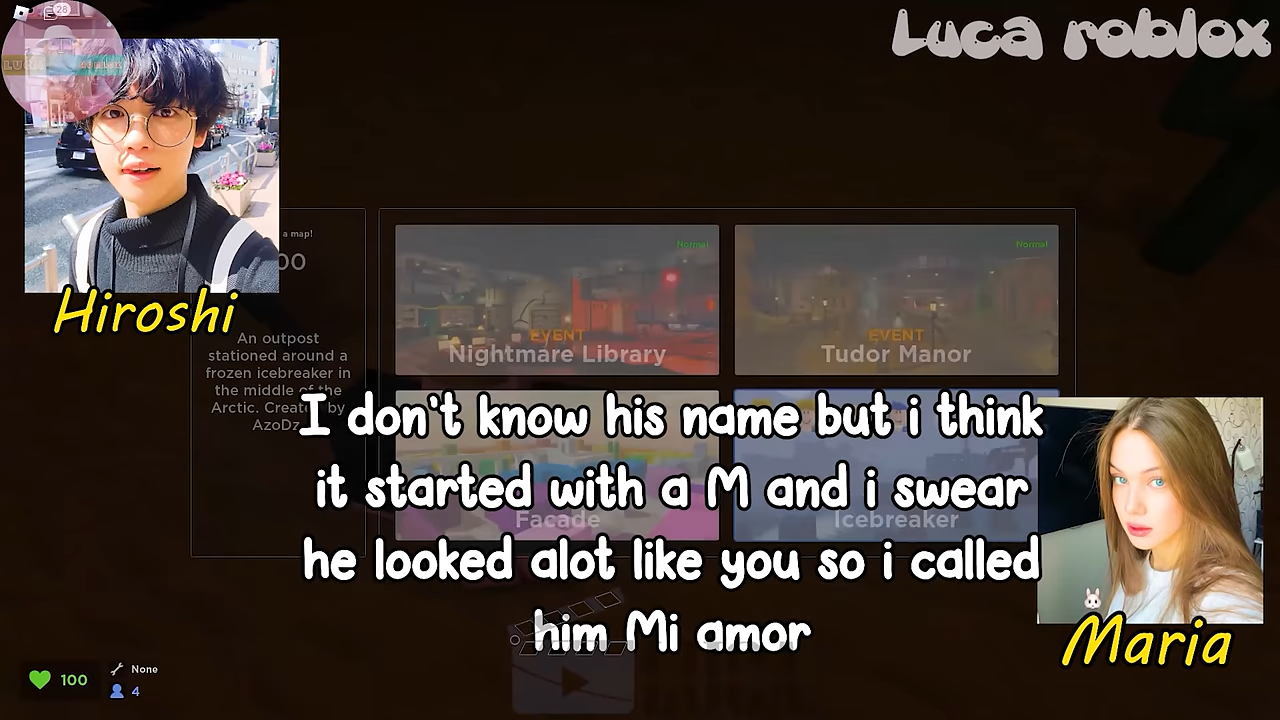 28
Luca roblox
Hiroshi
a map!
00
An outpost
stationed around a
frozen icebreaker in
the middle of the
Arctic. Created by
AzoDz
Normal
EVENT
Nightmare Library
Normal
EVENT
Tudor Manor
Facade
Icebreaker
I don't know his name but i think
it started with a M and i swear
he looked alot like you so i called
him Mi amor
Maria
100
None
4